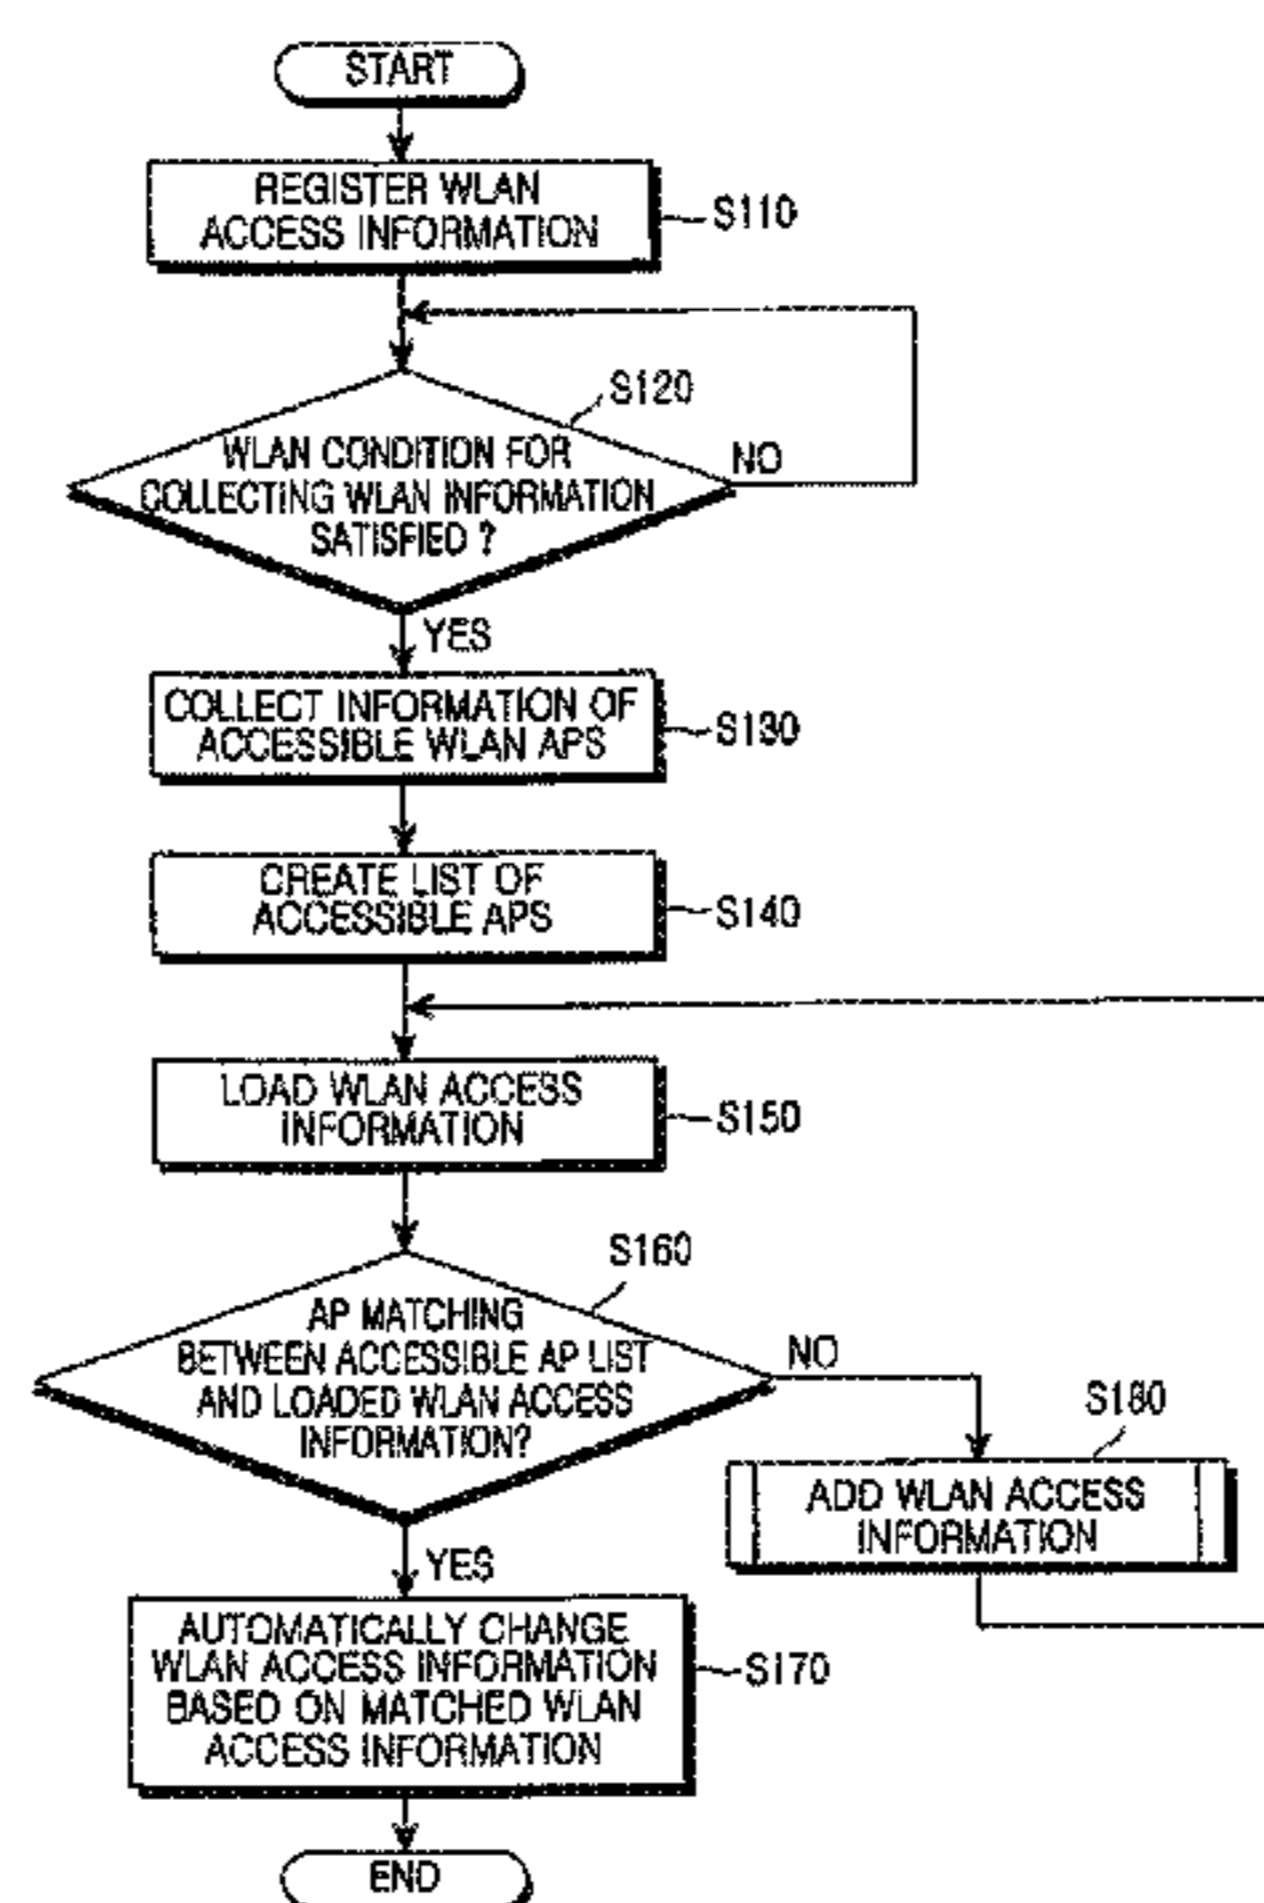 START
REGISTER WLAN
ACCESS INFORMATION
S110
S120
WLAN CONDITION FOR
COLLECTING WLAN INFORMATION
SATISFIED ?
NO
YES
COLLECT INFORMATION OF
ACCESSIBLE WLAN APS
S130
CREATE LIST OF
ACCESSIBLE APS
S140
LOAD WLAN ACCESS
INFORMATION
S150
S160
AP MATCHING
BETWEEN ACCESSIBLE AP LIST
AND LOADED WLAN ACCESS
INFORMATION?
NO
S180
ADD WLAN ACCESS
INFORMATION
YES
AUTOMATICALLY CHANGE
WLAN ACCESS INFORMATION
BASED ON MATCHED WLAN
ACCESS INFORMATION
S170
END